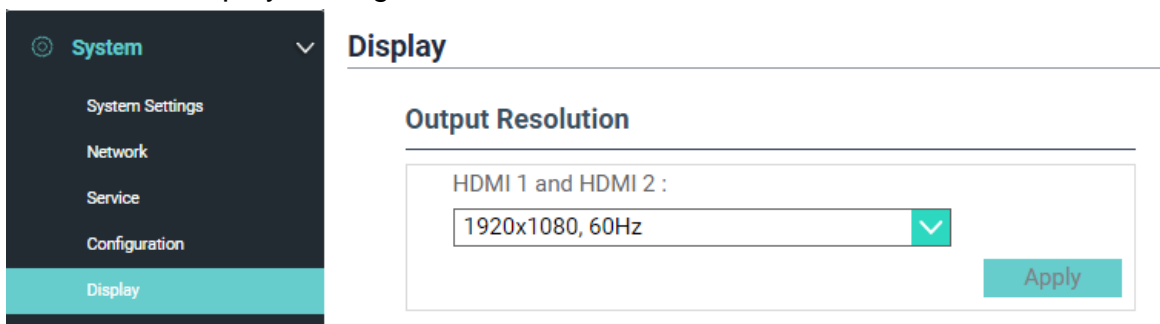 System
System Settings
Network
Service
Configuration
Display
Display
Output Resolution
HDMI 1 and HDMI 2 :
1920x1080, 60Hz
Apply